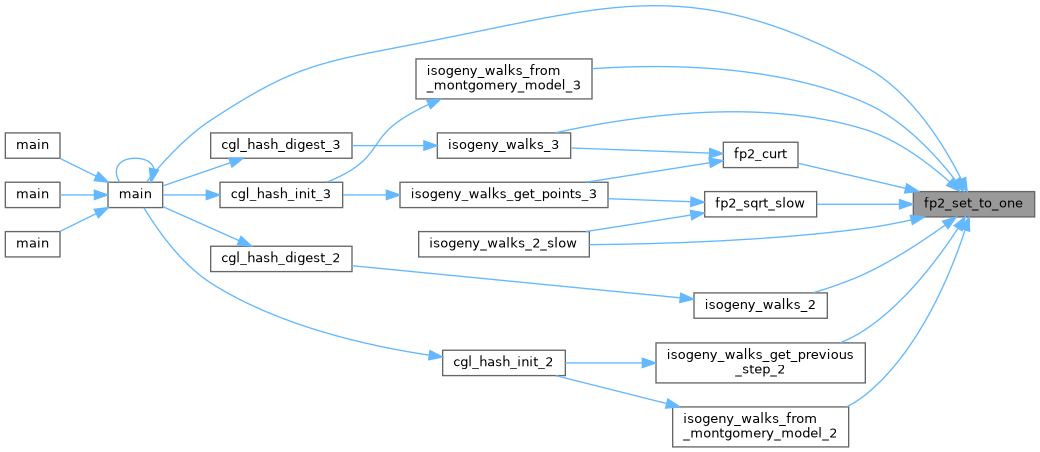 main
main
main
main
cgl_hash_digest_3
cgl_hash_init_3
cgl_hash_digest_2
isogeny_walks_from
_montgomery_model_3
isogeny_walks_3
isogeny_walks_get_points_3
isogeny_walks_2_slow
cgl_hash_init_2
fp2_curt
fp2_sqrt_slow
isogeny_walks_2
isogeny_walks_get_previous
_step_2
isogeny_walks_from
_montgomery_model_2
fp2_set_to_one